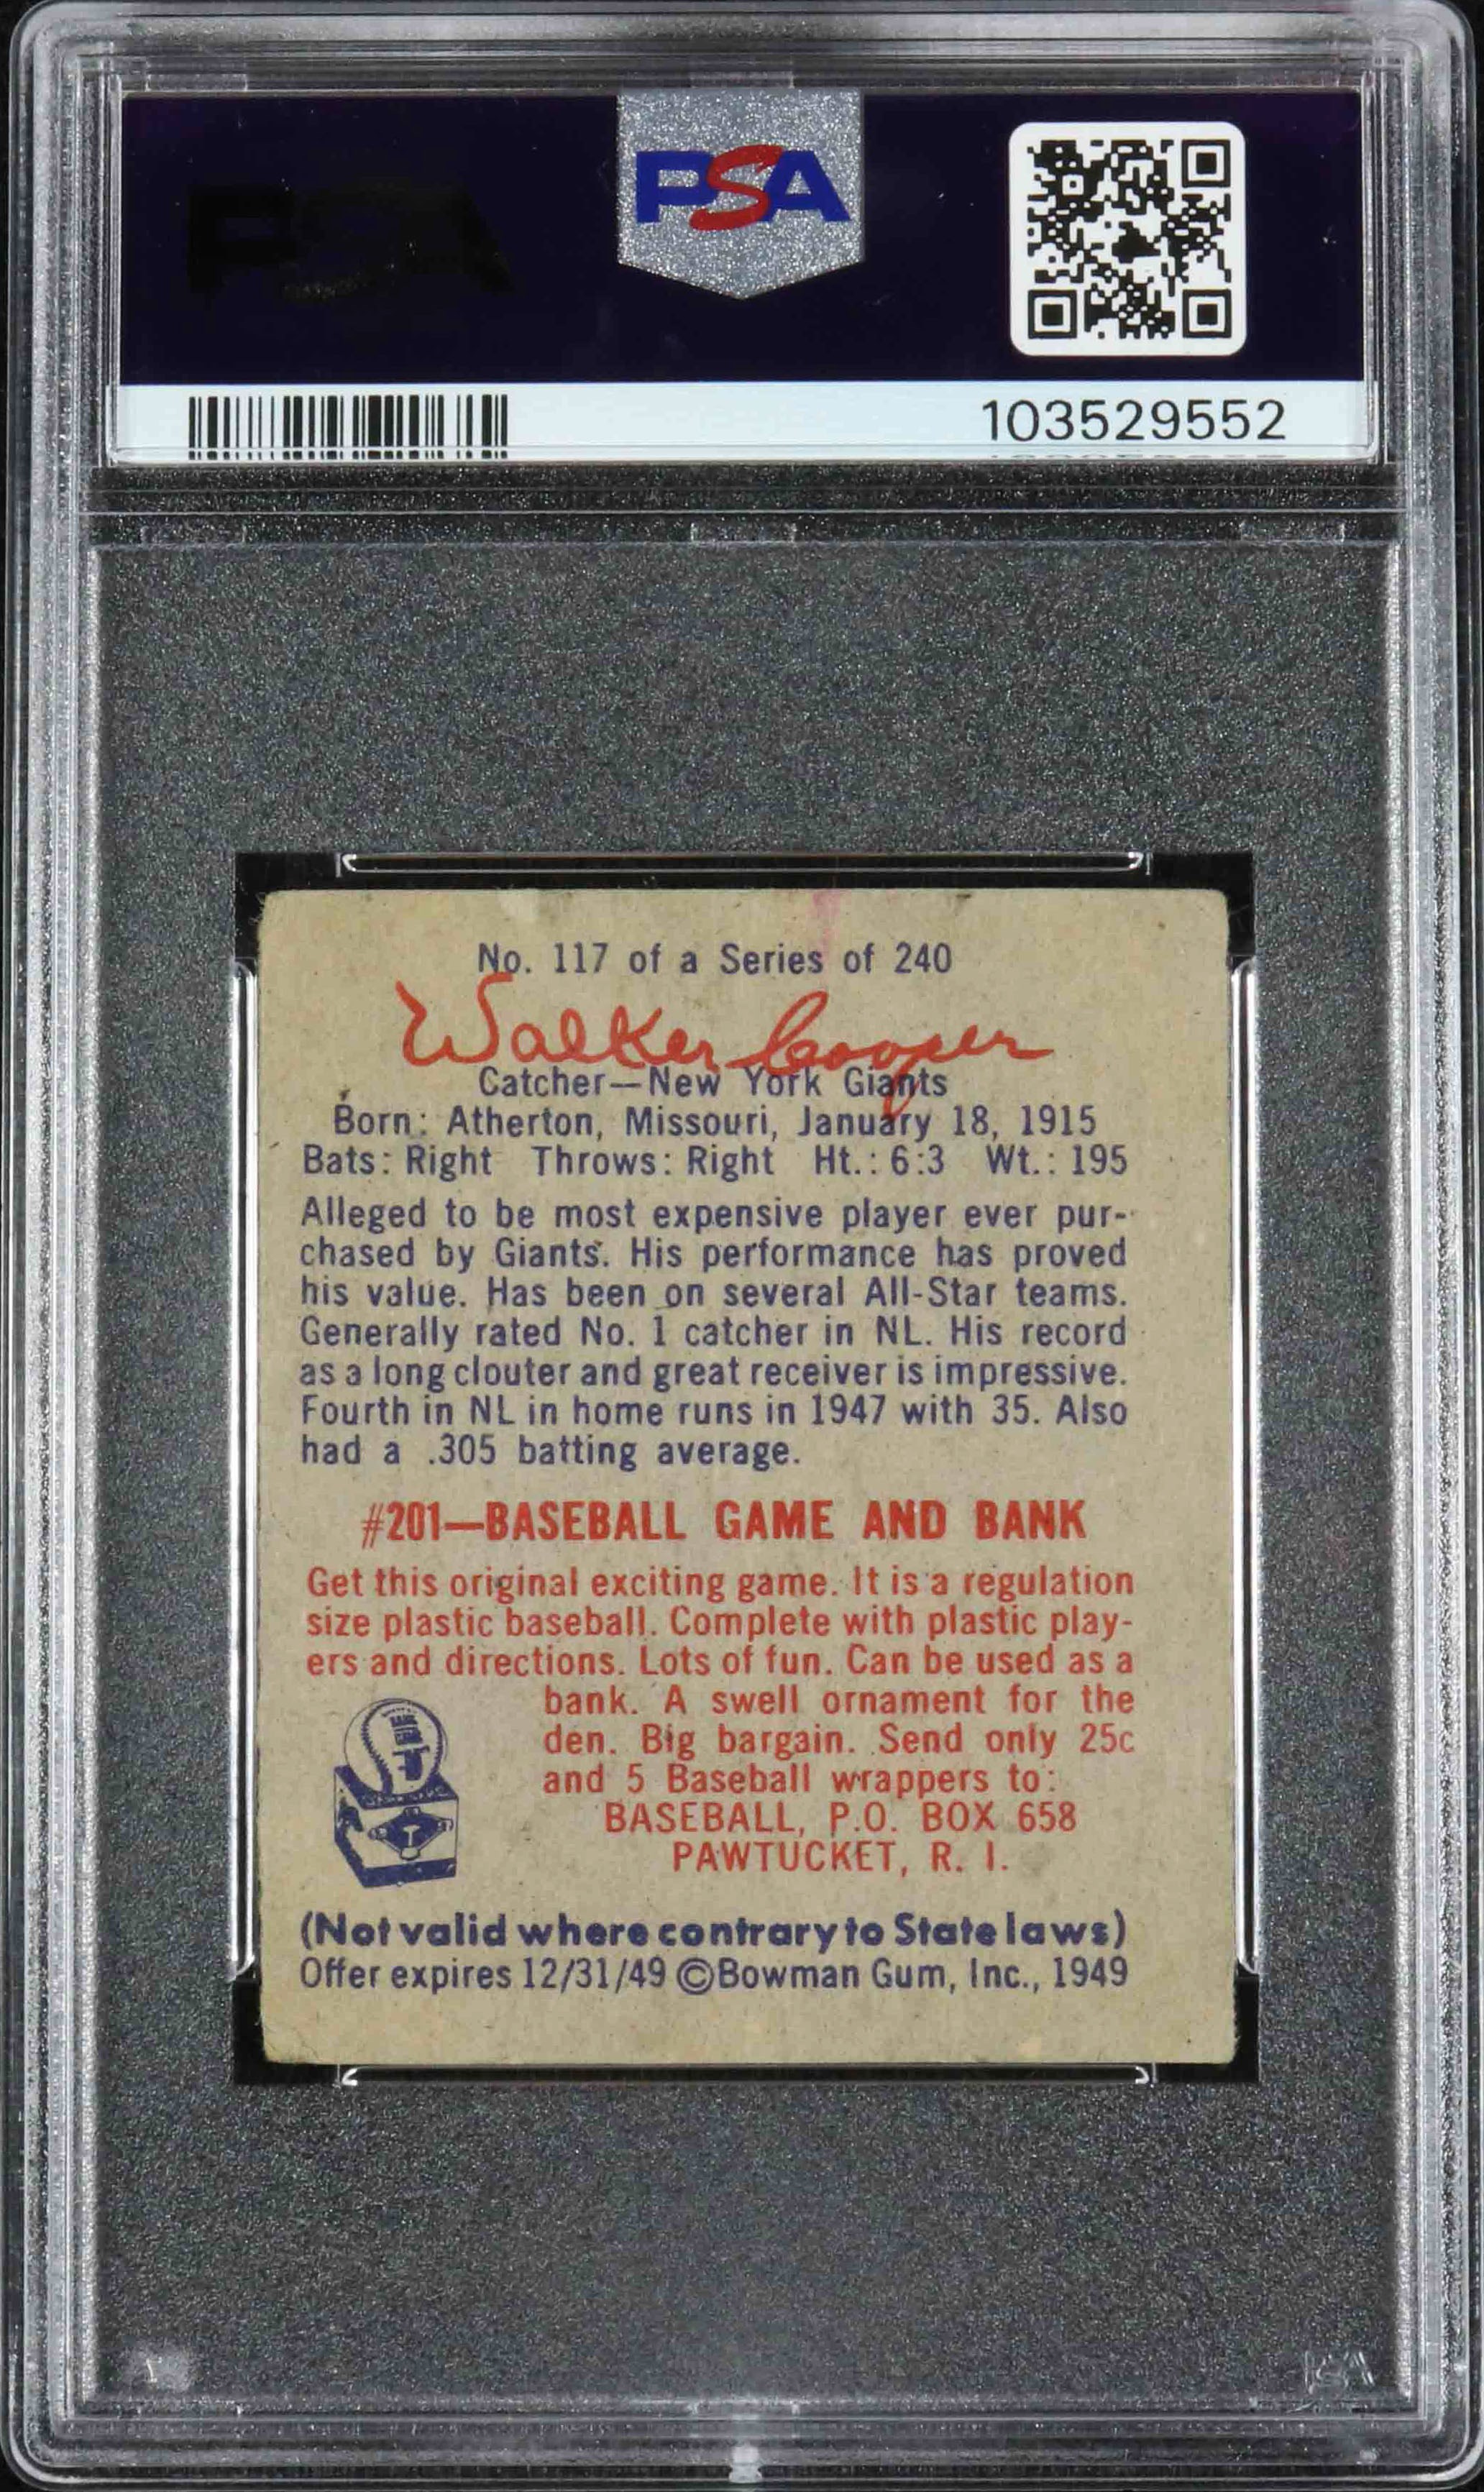 PSA
PSA
103529552
No. 117 of a Series of 240
Walker Cooper
Catcher—New York Giants
Born: Atherton, Missouri, January 18, 1915
Bats: Right Throws: Right Ht.: 6:3 Wt.: 195
Alleged to be most expensive player ever pur-
chased by Giants. His performance has proved
his value. Has been on several All-Star teams.
Generally rated No. 1 catcher in NL. His record
as a long clouter and great receiver is impressive.
Fourth in NL in home runs in 1947 with 35. Also
had a .305 batting average.
#201—BASEBALL GAME AND BANK
Get this original exciting game. It is a regulation
size plastic baseball. Complete with plastic play-
ers and directions. Lots of fun. Can be used as a
bank. A swell ornament for the
den. Big bargain. Send only 25c
and 5 Baseball wrappers to:
BASEBALL, P.O. BOX 658
PAWTUCKET, R. I.
(Not valid where contrary to State laws)
Offer expires 12/31/49 ©Bowman Gum, Inc., 1949
PSA